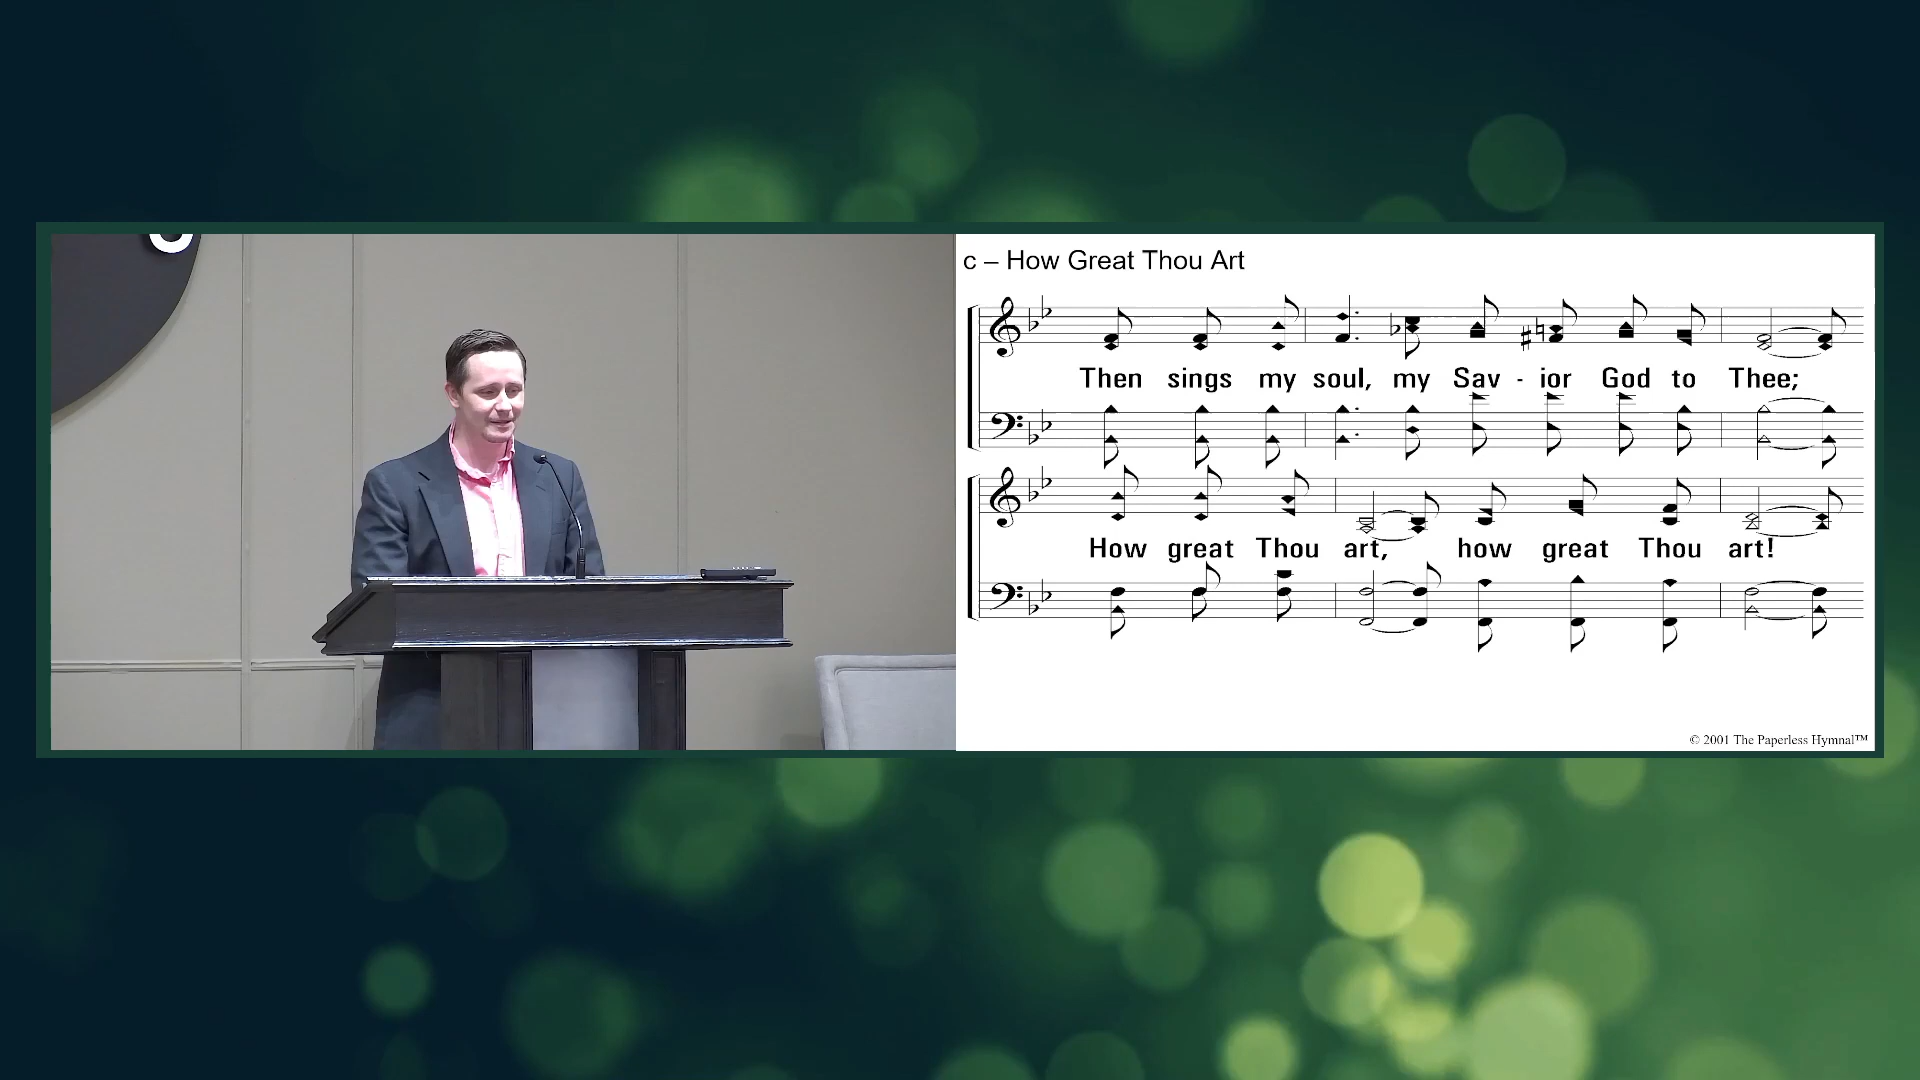 c – How Great Thou Art
Then sings my soul, my Sav - ior God to Thee;
How great Thou art, how great Thou art!
© 2001 The Paperless Hymnal™